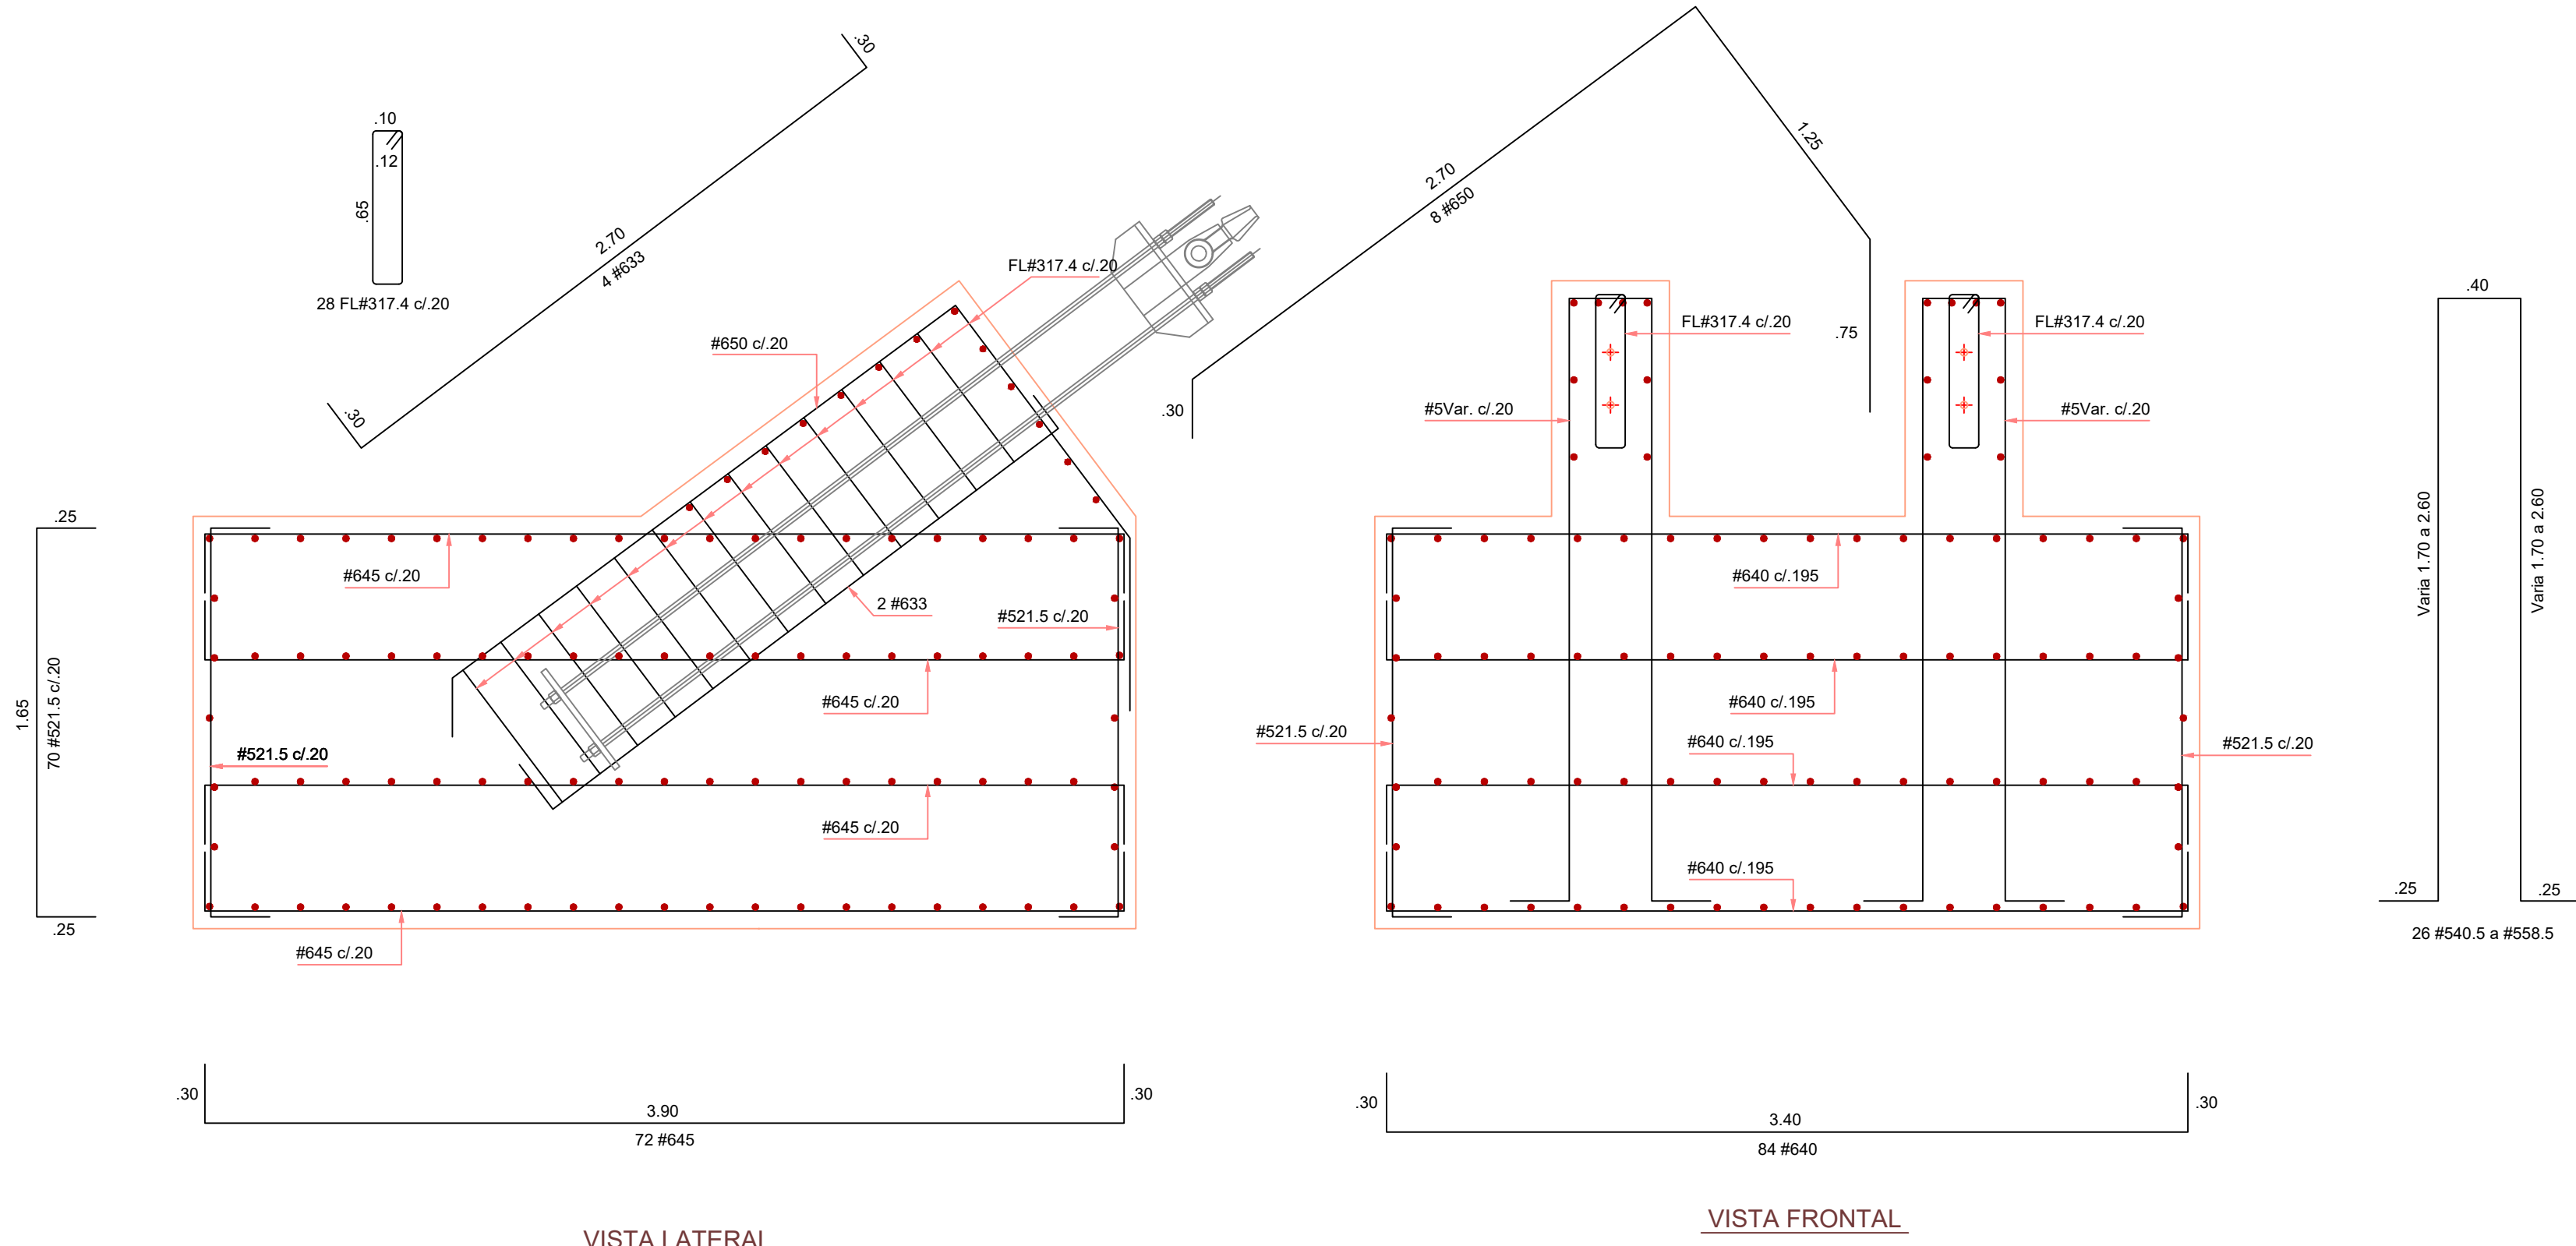 .30
2.70
4 #633
.30
.10
.12
.65
28 FL#317.4 c/.20
2.70
8 #650
1.25
.75
.30
FL#317.4 c/.20
#650 c/.20
#645 c/.20
2 #633
#521.5 c/.20
#645 c/.20
#521.5 c/.20
#645 c/.20
#645 c/.20
.25
1.65
70 #521.5 c/.20
.25
FL#317.4 c/.20
FL#317.4 c/.20
#5Var. c/.20
#5Var. c/.20
#640 c/.195
#640 c/.195
#521.5 c/.20
#640 c/.195
#521.5 c/.20
#640 c/.195
.40
Varia 1.70 a 2.60
Varia 1.70 a 2.60
.25
.25
26 #540.5 a #558.5
.30
3.90
.30
72 #645
.30
3.40
.30
84 #640
VISTA LATERAL
VISTA FRONTAL